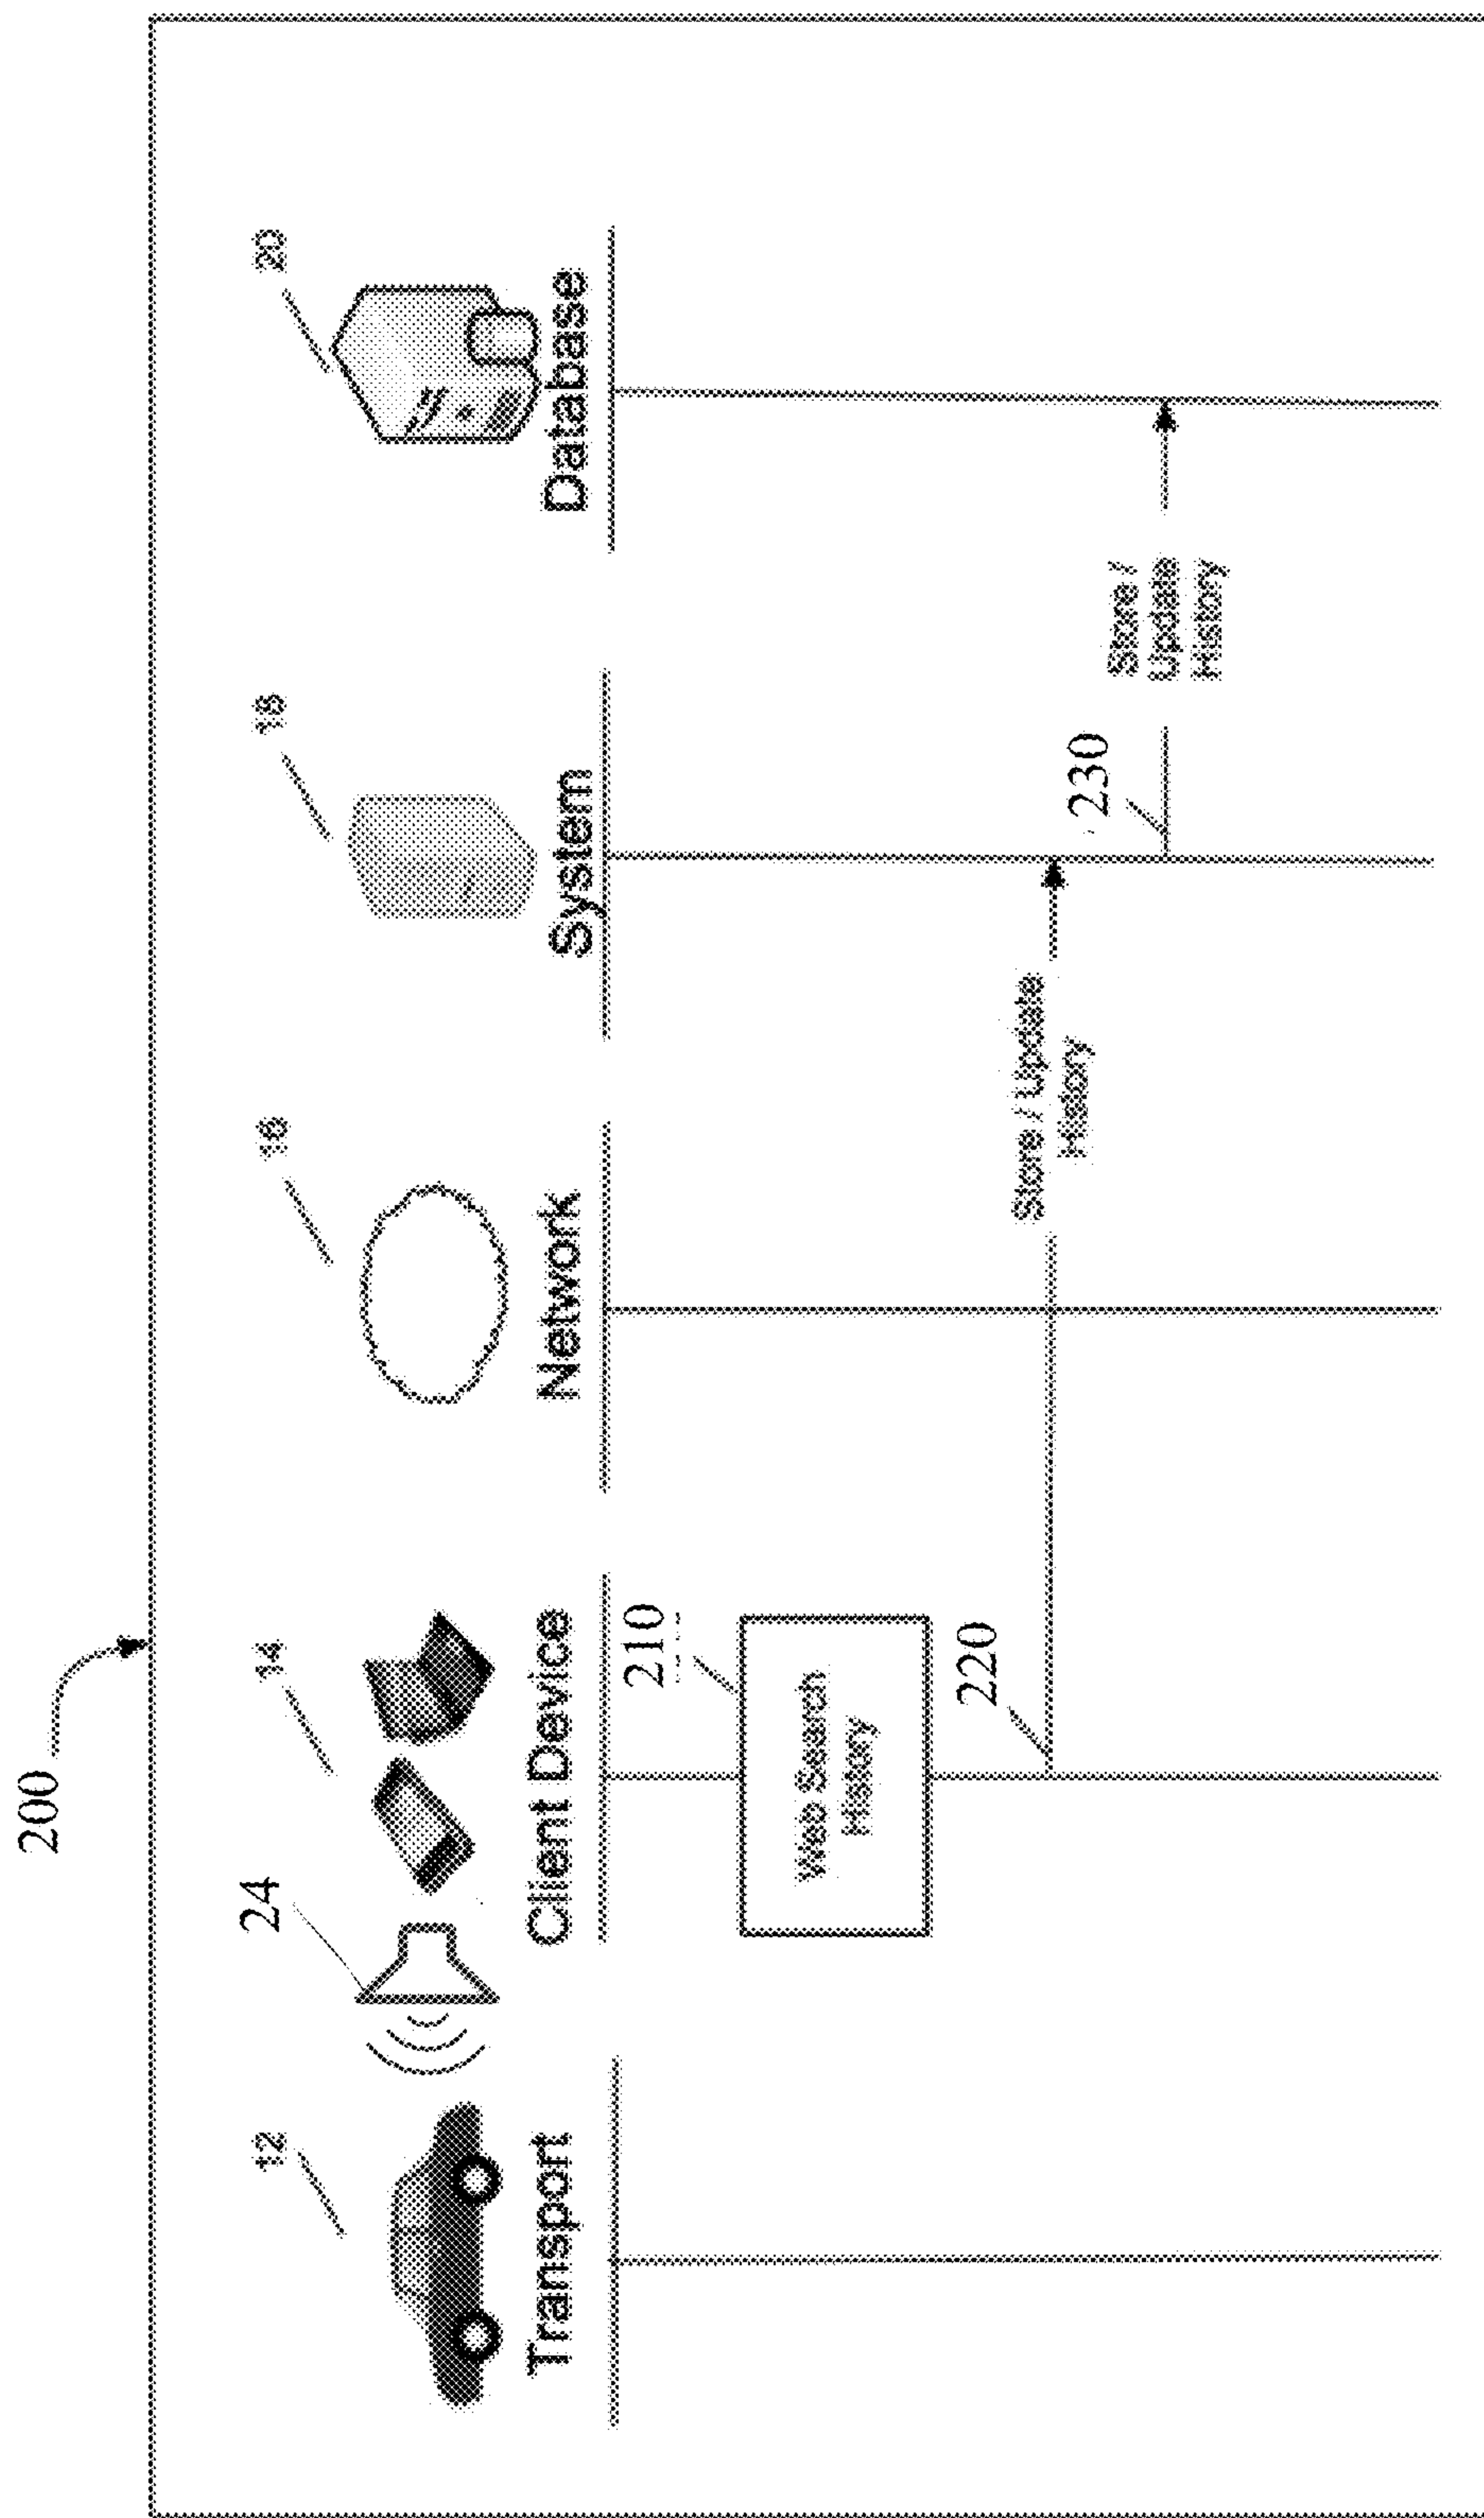 200
12
24
14
16
18
20
Transport
Client Device
Network
System
Database
210
Web Search
History
220
Store / Update
History
230
Store /
Update
History